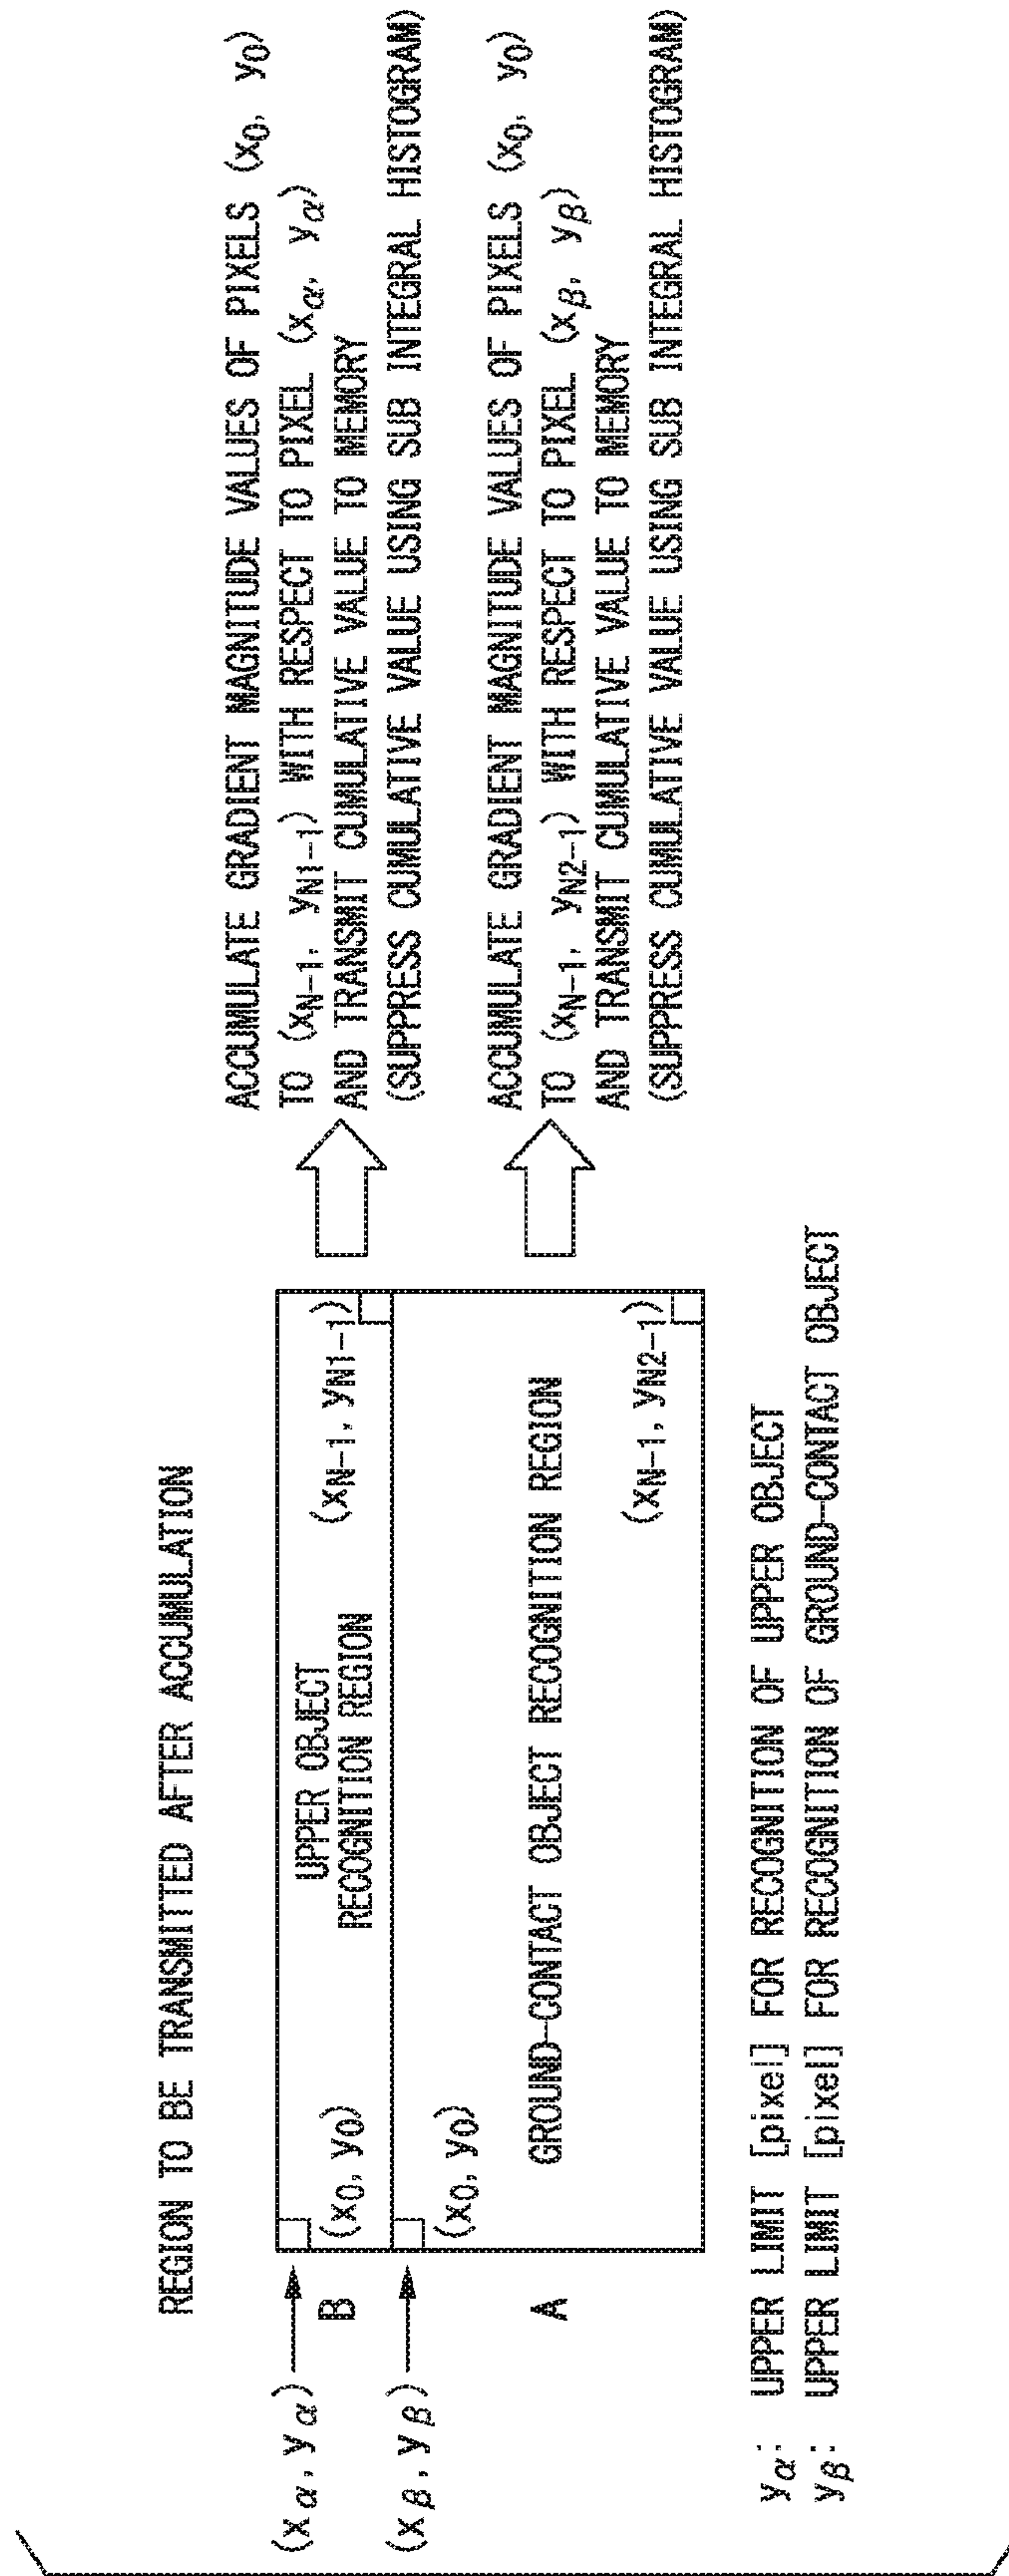 REGION TO BE TRANSMITTED AFTER ACCUMULATION
(xα, yα)
(xβ, yβ)
B
A
(x0, y0)
UPPER OBJECT
RECOGNITION REGION
(xN-1, yN1-1)
(x0, y0)
GROUND-CONTACT OBJECT RECOGNITION REGION
(xN-1, yN2-1)
ACCUMULATE GRADIENT MAGNITUDE VALUES OF PIXELS (x0, y0)
TO (xN-1, yN1-1) WITH RESPECT TO PIXEL (xα, yα)
AND TRANSMIT CUMULATIVE VALUE TO MEMORY
(SUPPRESS CUMULATIVE VALUE USING SUB INTEGRAL HISTOGRAM)
ACCUMULATE GRADIENT MAGNITUDE VALUES OF PIXELS (x0, y0)
TO (xN-1, yN2-1) WITH RESPECT TO PIXEL (xβ, yβ)
AND TRANSMIT CUMULATIVE VALUE TO MEMORY
(SUPPRESS CUMULATIVE VALUE USING SUB INTEGRAL HISTOGRAM)
yα: UPPER LIMIT [pixel] FOR RECOGNITION OF UPPER OBJECT
yβ: UPPER LIMIT [pixel] FOR RECOGNITION OF GROUND-CONTACT OBJECT